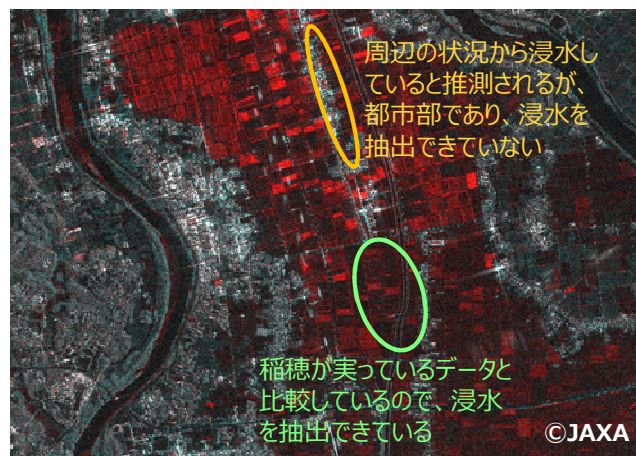 周辺の状況から浸水し
ていると推測されるが、
都市部であり、浸水を
抽出できていない
稲穂が実っているデータと
比較しているので、浸水
を抽出できている
©JAXA